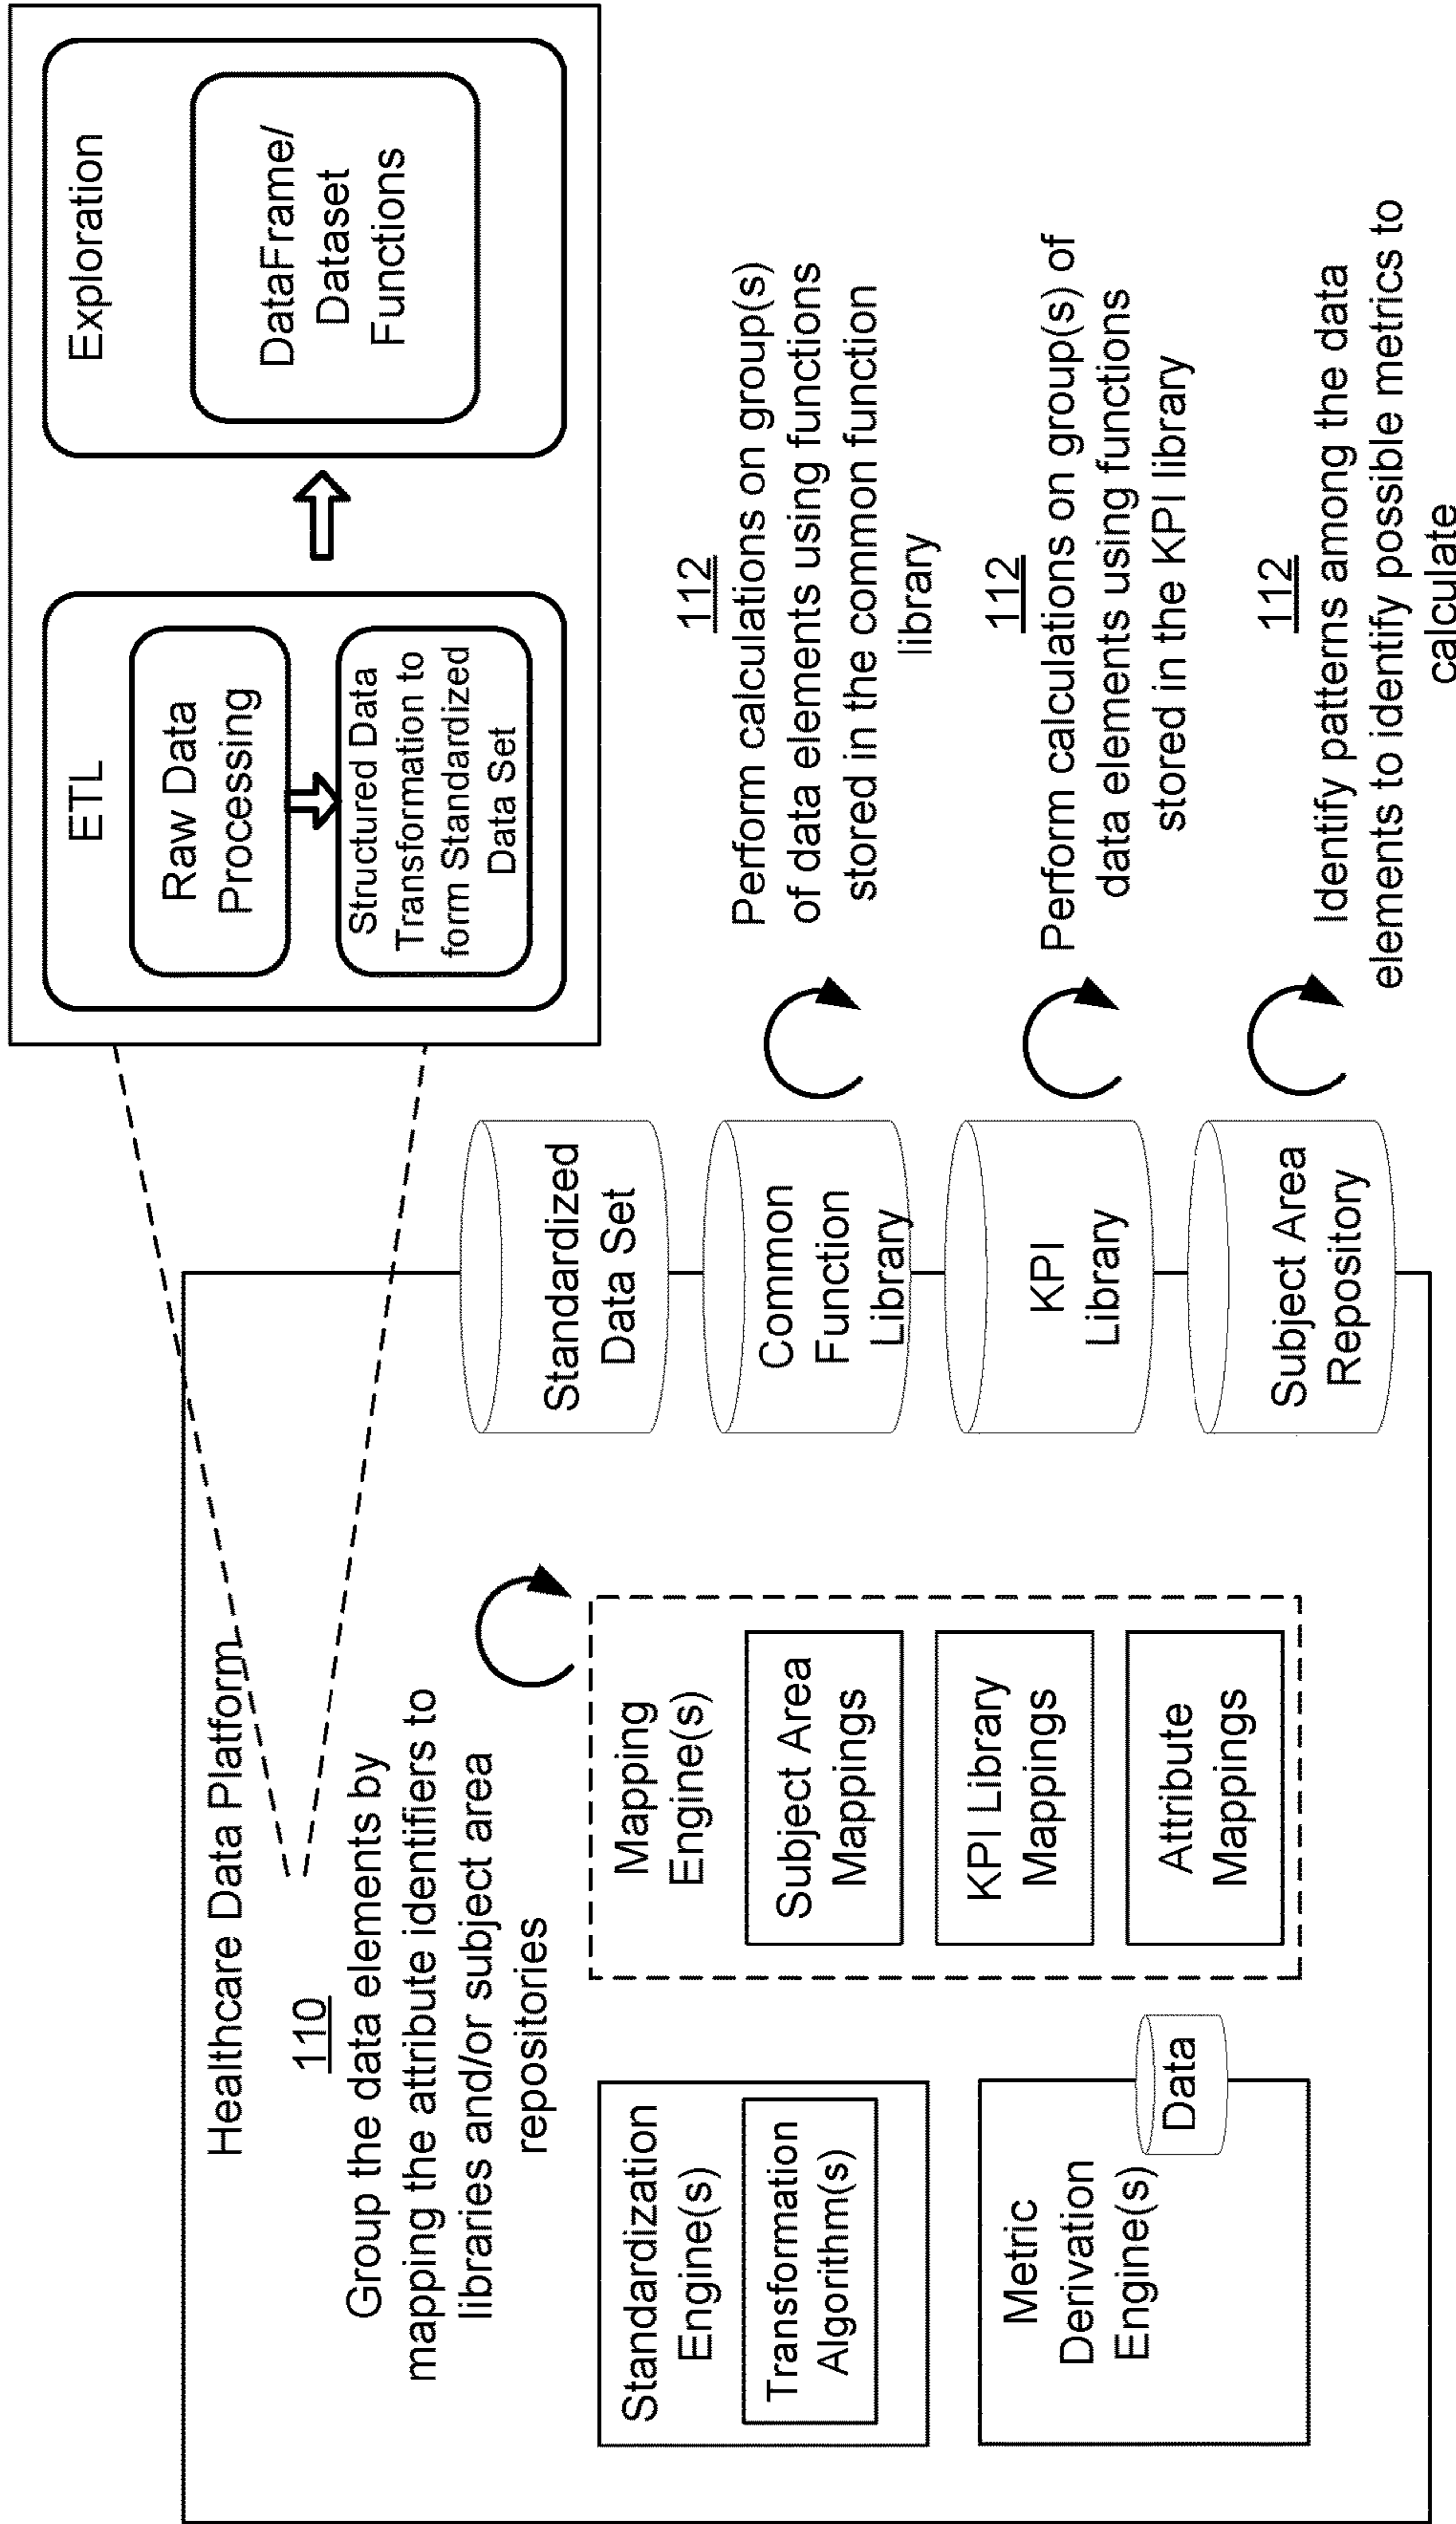 Healthcare Data Platform
110
Group the data elements by
mapping the attribute identifiers to
libraries and/or subject area
repositories
Standardization
Engine(s)
Transformation
Algorithm(s)
Metric
Derivation
Engine(s)
Data
Mapping
Engine(s)
Subject Area
Mappings
KPI Library
Mappings
Attribute
Mappings
Standardized
Data Set
Common
Function
Library
KPI
Library
Subject Area
Repository
ETL
Raw Data
Processing
Structured Data
Transformation to
form Standardized
Data Set
Exploration
DataFrame/
Dataset
Functions
112
Perform calculations on group(s)
of data elements using functions
stored in the common function
library
112
Perform calculations on group(s) of
data elements using functions
stored in the KPI library
112
Identify patterns among the data
elements to identify possible metrics to
calculate